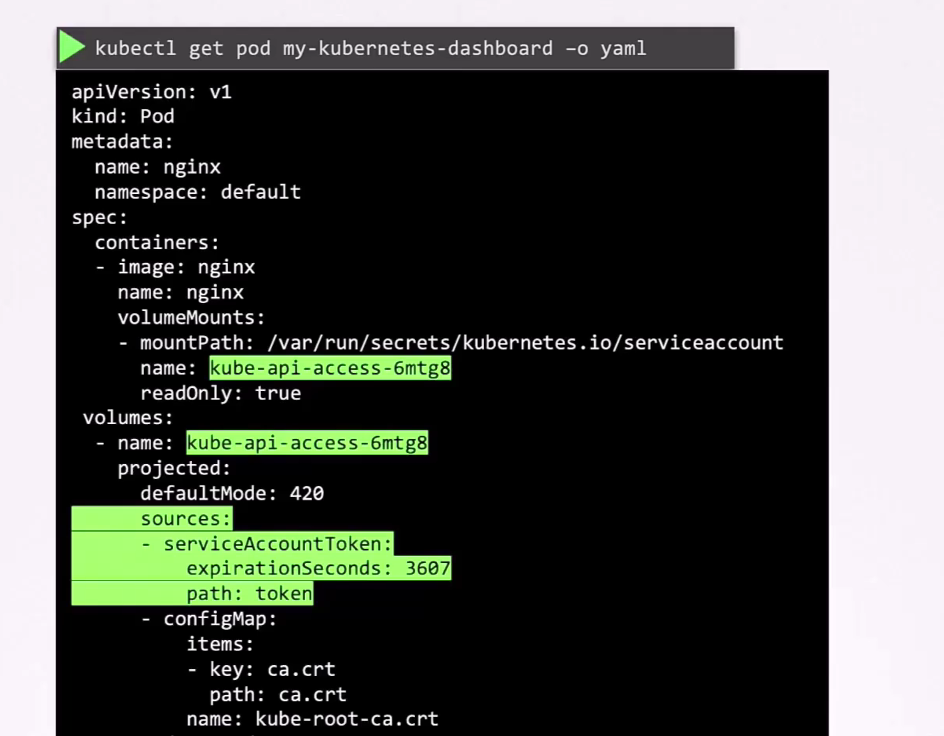 kubectl get pod my-kubernetes-dashboard –o yaml
apiVersion: v1
kind: Pod
metadata:
  name: nginx
  namespace: default
spec:
  containers:
  - image: nginx
    name: nginx
    volumeMounts:
    - mountPath: /var/run/secrets/kubernetes.io/serviceaccount
      name: kube-api-access-6mtg8
      readOnly: true
 volumes:
  - name: kube-api-access-6mtg8
    projected:
      defaultMode: 420
      sources:
      - serviceAccountToken:
          expirationSeconds: 3607
          path: token
      - configMap:
          items:
          - key: ca.crt
            path: ca.crt
          name: kube-root-ca.crt